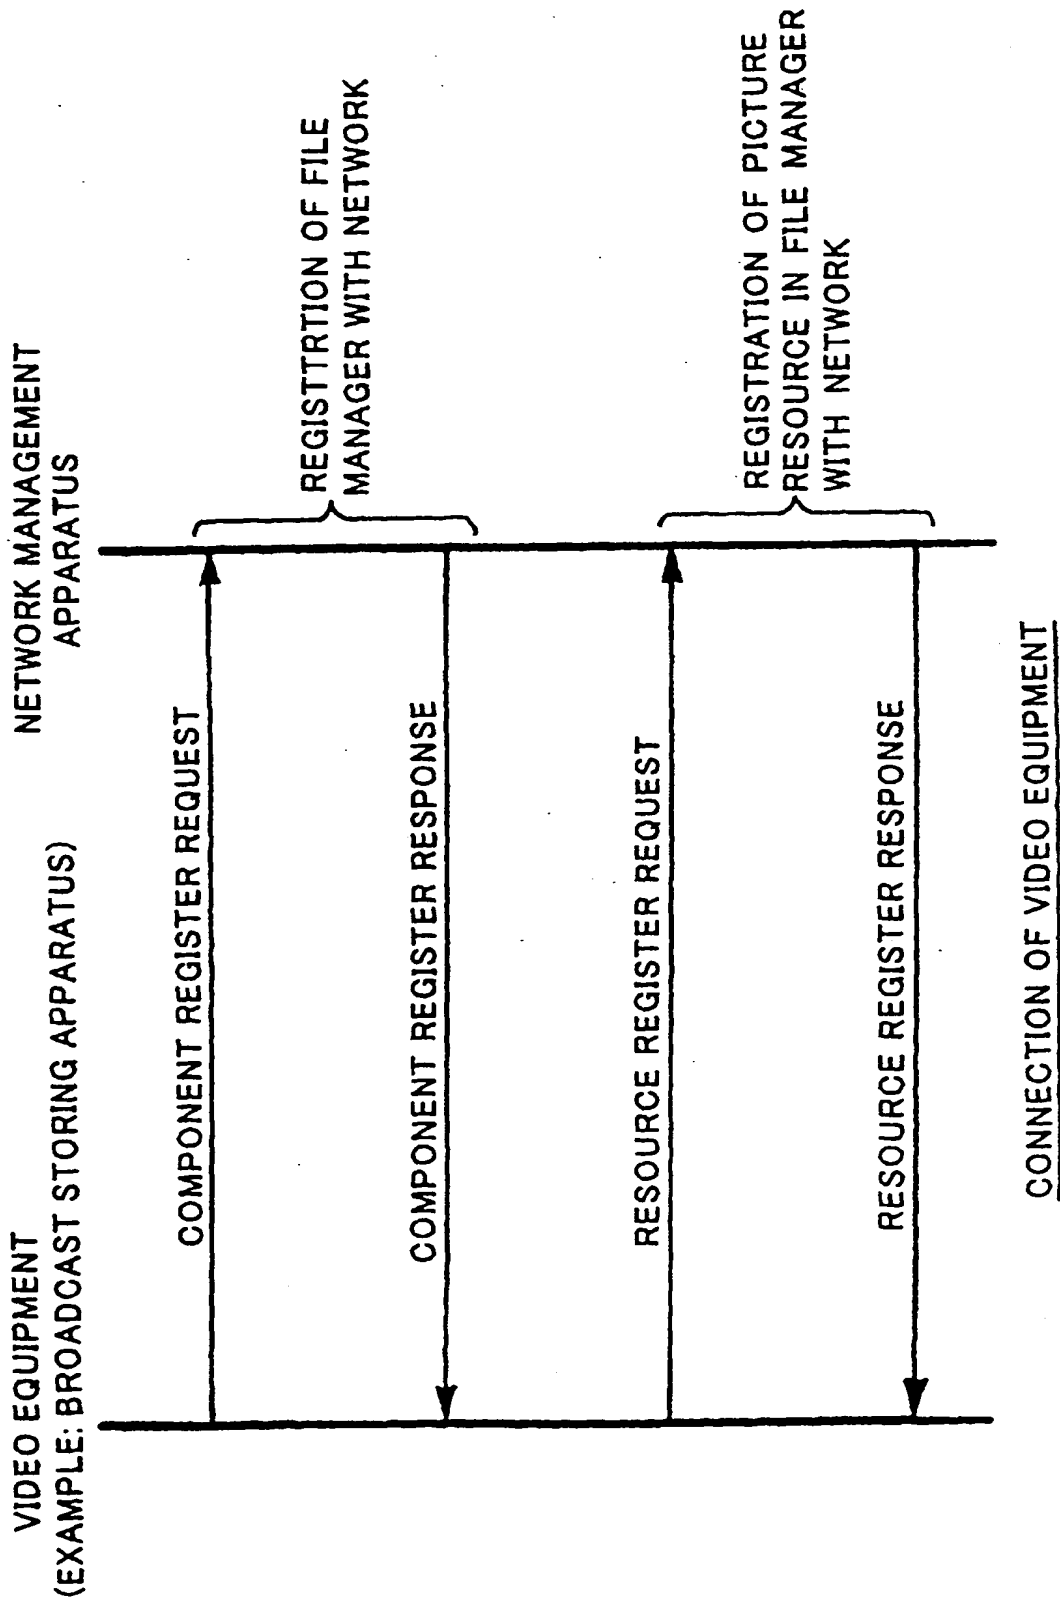 VIDEO EQUIPMENT
(EXAMPLE: BROADCAST STORING APPARATUS)
NETWORK MANAGEMENT
APPARATUS
COMPONENT REGISTER REQUEST
COMPONENT REGISTER RESPONSE
REGISTTRTION OF FILE
MANAGER WITH NETWORK
RESOURCE REGISTER REQUEST
RESOURCE REGISTER RESPONSE
REGISTRATION OF PICTURE
RESOURCE IN FILE MANAGER
WITH NETWORK
CONNECTION OF VIDEO EQUIPMENT